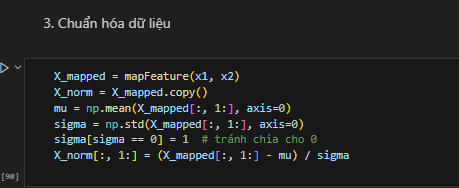 3. Chuẩn hóa dữ liệu
X_mapped = mapFeature(x1, x2)
X_norm = X_mapped.copy()
mu = np.mean(X_mapped[:, 1:], axis=0)
sigma = np.std(X_mapped[:, 1:], axis=0)
sigma[sigma == 0] = 1  # tránh chia cho 0
X_norm[:, 1:] = (X_mapped[:, 1:] - mu) / sigma
[90]